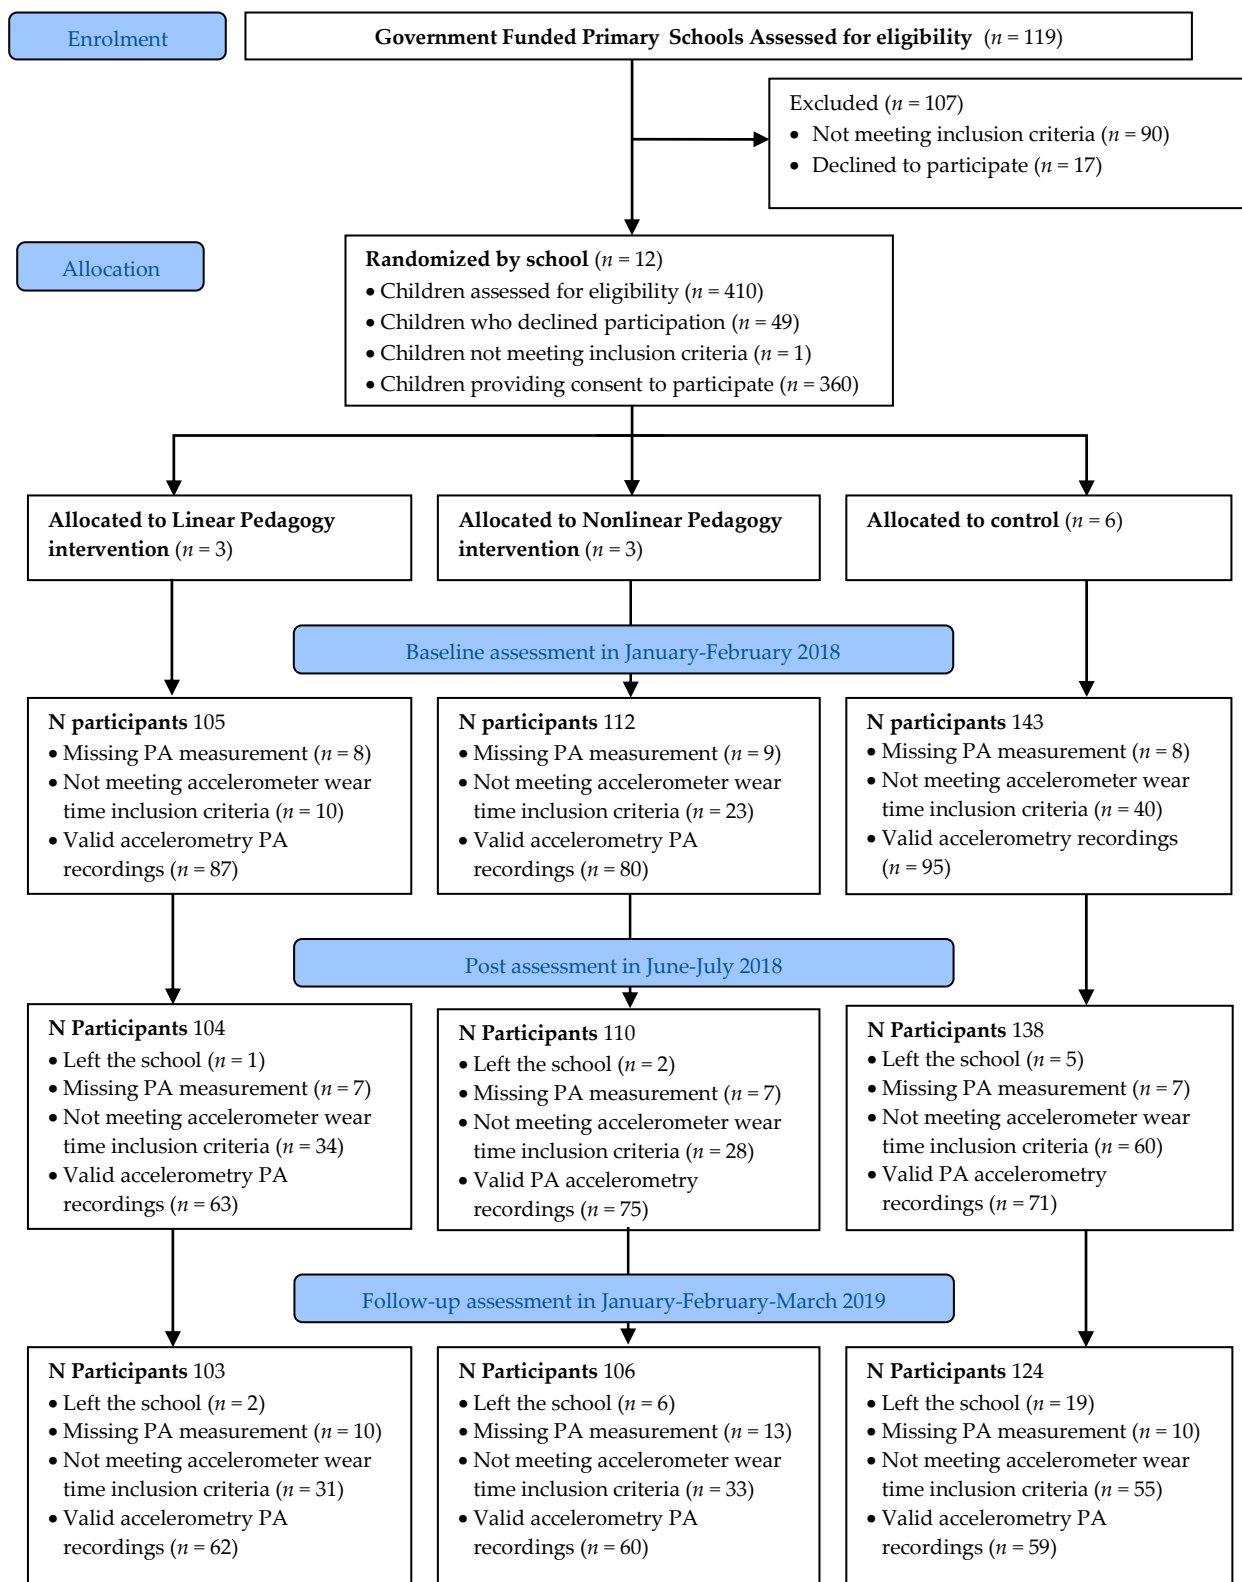 Enrolment
Government Funded Primary Schools Assessed for eligibility (n = 119)
Excluded (n = 107)
• Not meeting inclusion criteria (n = 90)
• Declined to participate (n = 17)
Allocation
Randomized by school (n = 12)
• Children assessed for eligibility (n = 410)
• Children who declined participation (n = 49)
• Children not meeting inclusion criteria (n = 1)
• Children providing consent to participate (n = 360)
Allocated to Linear Pedagogy
intervention (n = 3)
Allocated to Nonlinear Pedagogy
intervention (n = 3)
Allocated to control (n = 6)
Baseline assessment in January-February 2018
N participants 105
• Missing PA measurement (n = 8)
• Not meeting accelerometer wear
time inclusion criteria (n = 10)
• Valid accelerometry PA
recordings (n = 87)
N participants 112
• Missing PA measurement (n = 9)
• Not meeting accelerometer wear
time inclusion criteria (n = 23)
• Valid accelerometry PA
recordings (n = 80)
N participants 143
• Missing PA measurement (n = 8)
• Not meeting accelerometer wear
time inclusion criteria (n = 40)
• Valid accelerometry recordings
(n = 95)
Post assessment in June-July 2018
N Participants 104
• Left the school (n = 1)
• Missing PA measurement (n = 7)
• Not meeting accelerometer wear
time inclusion criteria (n = 34)
• Valid accelerometry PA
recordings (n = 63)
N Participants 110
• Left the school (n = 2)
• Missing PA measurement (n = 7)
• Not meeting accelerometer wear
time inclusion criteria (n = 28)
• Valid PA accelerometry
recordings (n = 75)
N Participants 138
• Left the school (n = 5)
• Missing PA measurement (n = 7)
• Not meeting accelerometer wear
time inclusion criteria (n = 60)
• Valid PA accelerometry
recordings (n = 71)
Follow-up assessment in January-February-March 2019
N Participants 103
• Left the school (n = 2)
• Missing PA measurement (n = 10)
• Not meeting accelerometer wear
time inclusion criteria (n = 31)
• Valid accelerometry PA
recordings (n = 62)
N Participants 106
• Left the school (n = 6)
• Missing PA measurement (n = 13)
• Not meeting accelerometer wear
time inclusion criteria (n = 33)
• Valid accelerometry PA
recordings (n = 60)
N Participants 124
• Left the school (n = 19)
• Missing PA measurement (n = 10)
• Not meeting accelerometer wear
time inclusion criteria (n = 55)
• Valid accelerometry PA
recordings (n = 59)